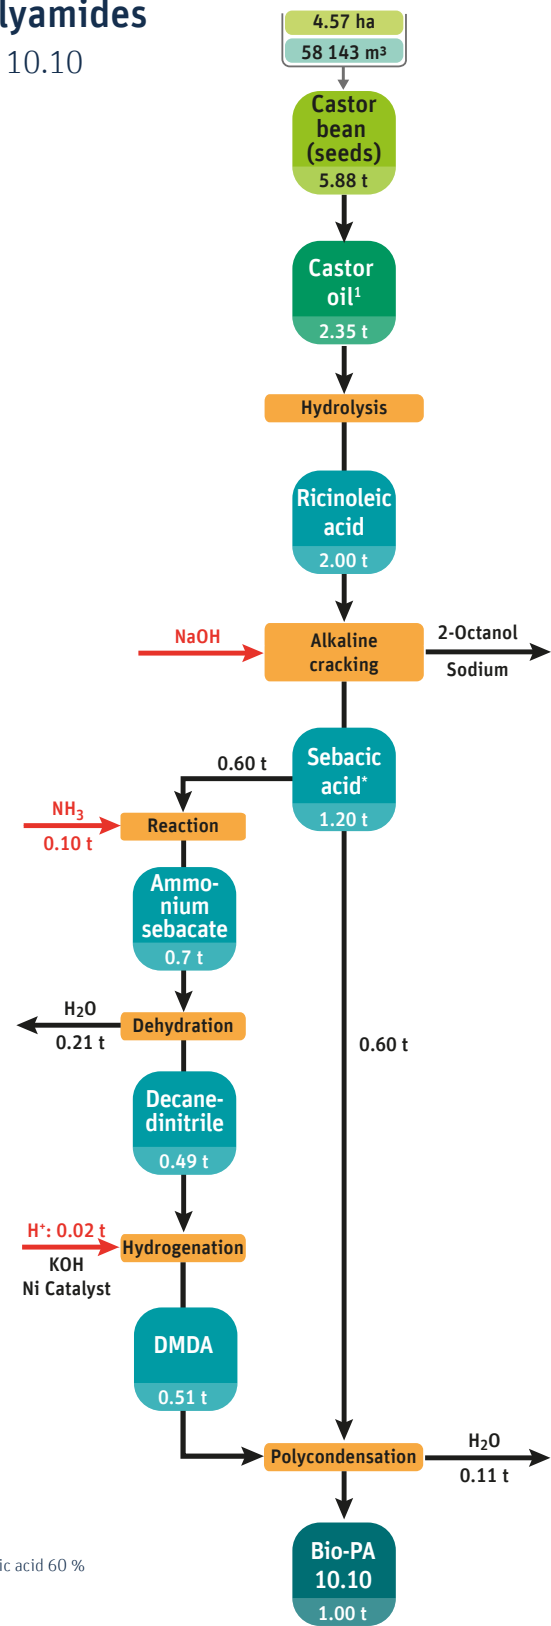 lyamides
10.10
4.57 ha
58 143 m³
Castor
bean
(seeds)
5.88 t
Castor
oil¹
2.35 t
Hydrolysis
Ricinoleic
acid
2.00 t
NaOH
Alkaline
cracking
2-Octanol
Sodium
Sebacic
acid*
1.20 t
0.60 t
NH₃
0.10 t
Reaction
Ammo-
nium
sebacate
0.7 t
H₂O
0.21 t
Dehydration
0.60 t
Decane-
dinitrile
0.49 t
H⁺: 0.02 t
KOH
Ni Catalyst
Hydrogenation
DMDA
0.51 t
Polycondensation
H₂O
0.11 t
Bio-PA
10.10
1.00 t
ic acid 60 %